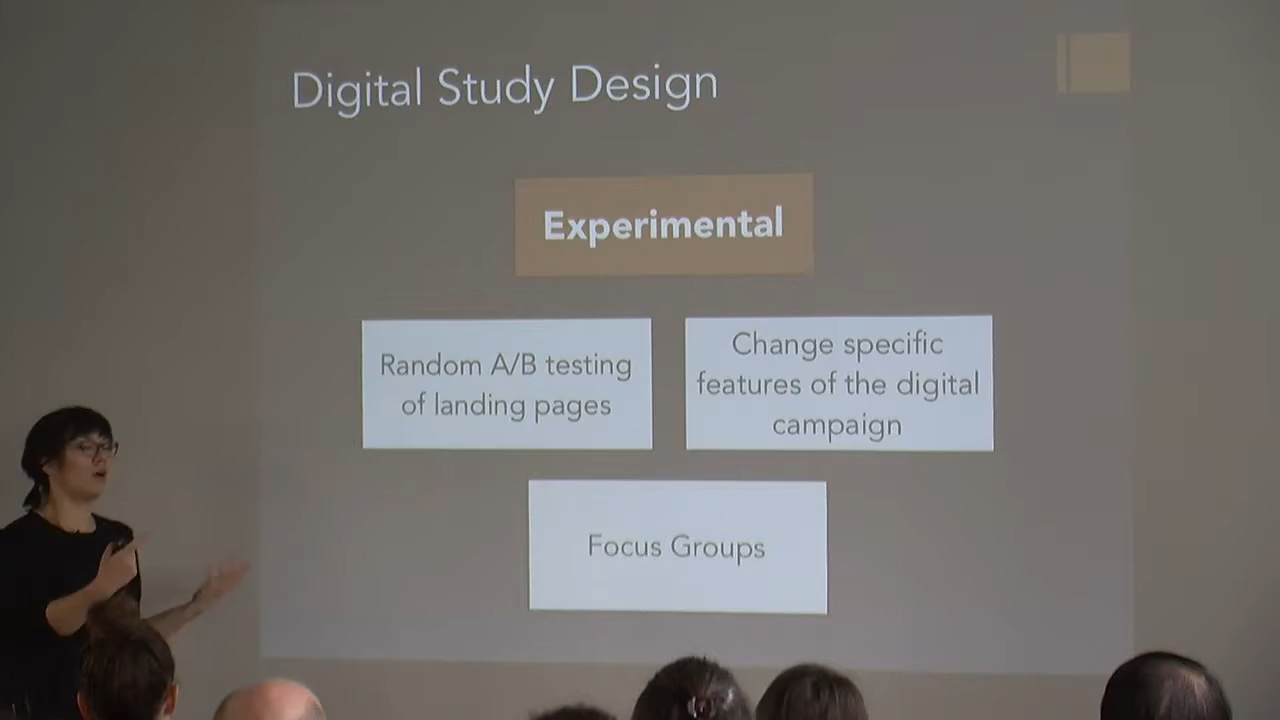 Digital Study Design
Experimental
Random A/B testing
of landing pages
Change specific
features of the digital
campaign
Focus Groups